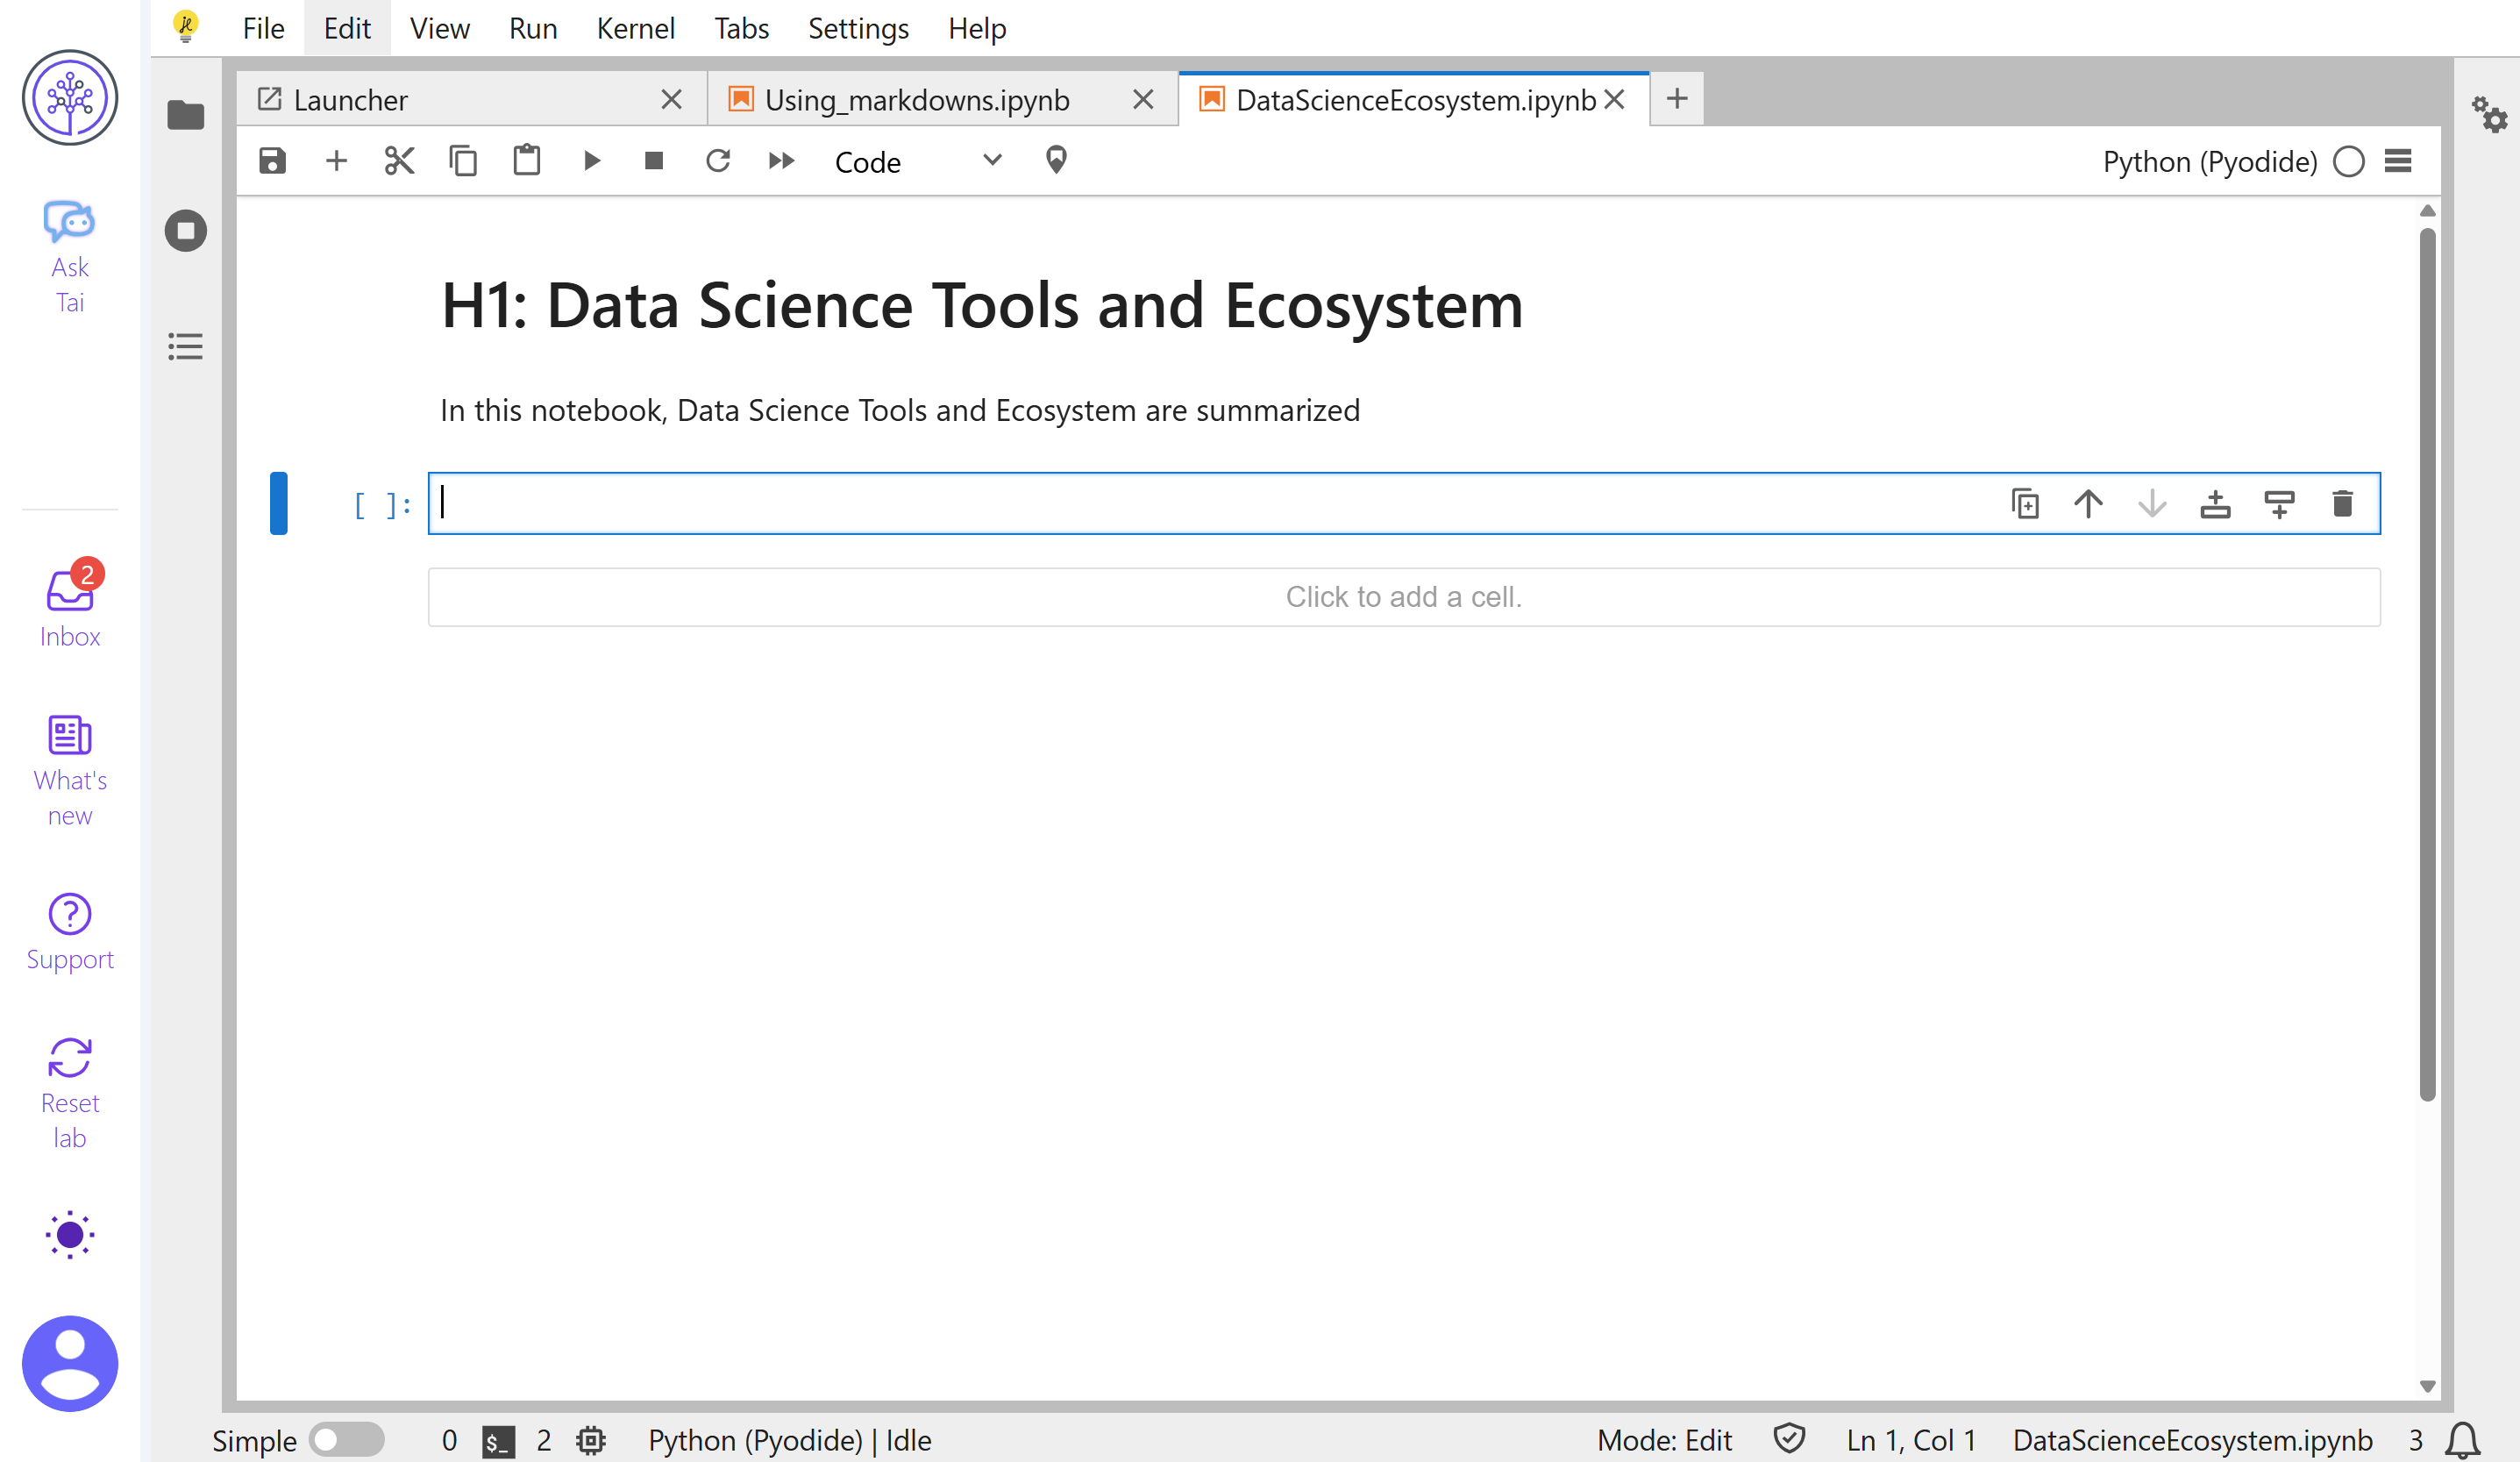 File Edit View Run Kernel Tabs Settings Help
Launcher
Using_markdowns.ipynb
DataScienceEcosystem.ipynb
Code
Python (Pyodide)
Ask
Tai
H1: Data Science Tools and Ecosystem
In this notebook, Data Science Tools and Ecosystem are summarized
[ ]:
Click to add a cell.
2
Inbox
What's
new
Support
Reset
lab
Simple 0 $_ 2 Python (Pyodide) | Idle Mode: Edit Ln 1, Col 1 DataScienceEcosystem.ipynb 3